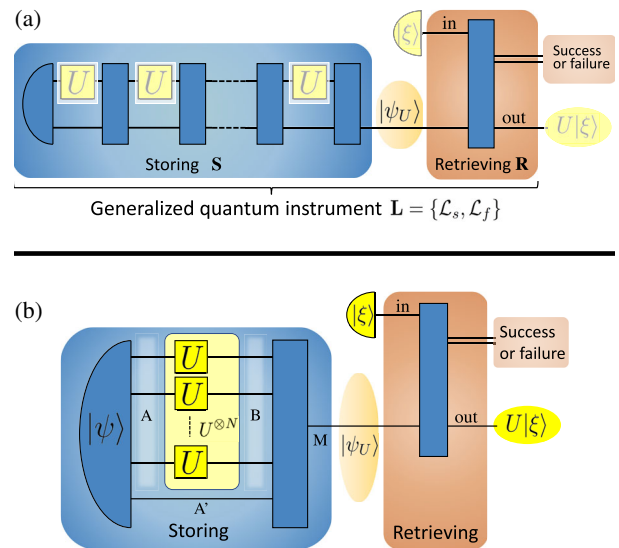 (a)
|ξ⟩ in
U U U
Success
or failure
|ψ_U⟩
out U|ξ⟩
Storing S
Retrieving R
Generalized quantum instrument L = {𝓛_s, 𝓛_f}
(b)
|ξ⟩ in
U
Success
or failure
U
|ψ⟩ A U^{⊗N} B
M |ψ_U⟩ out U|ξ⟩
U
A'
Storing
Retrieving